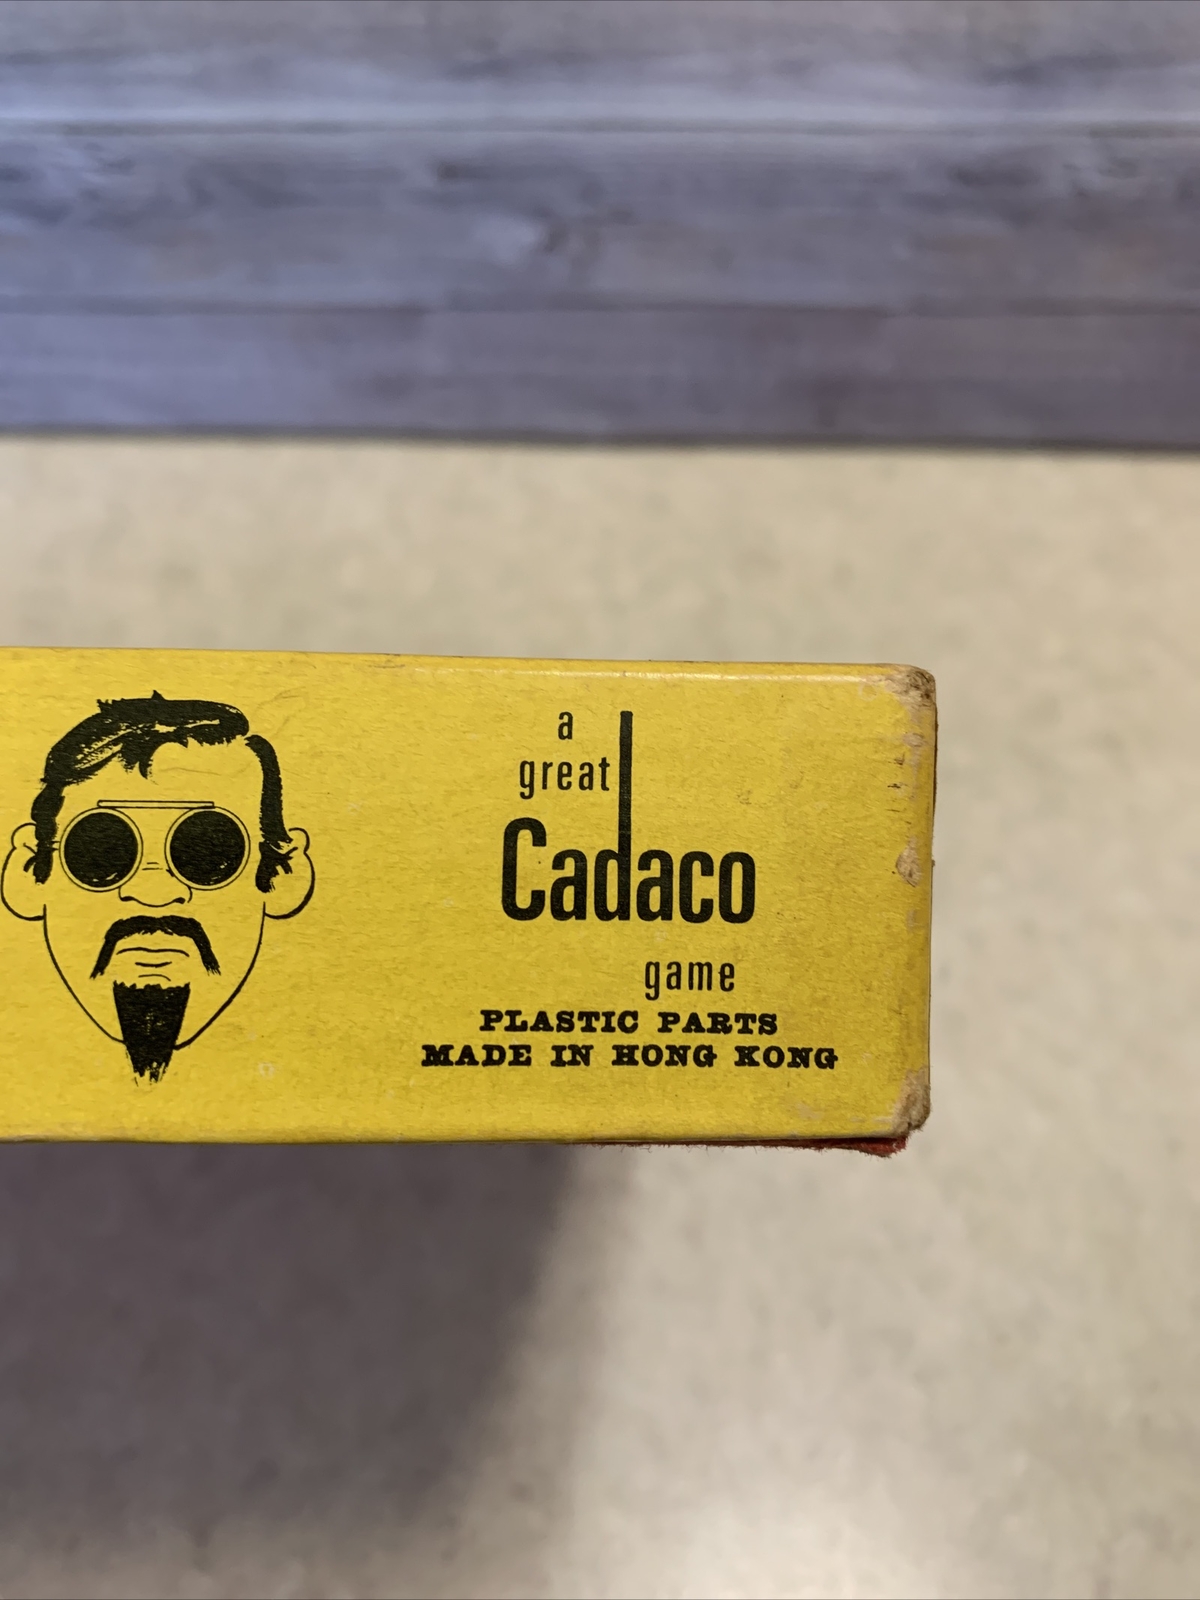 a
great
Cadaco
game
PLASTIC PARTS
MADE IN HONG KONG